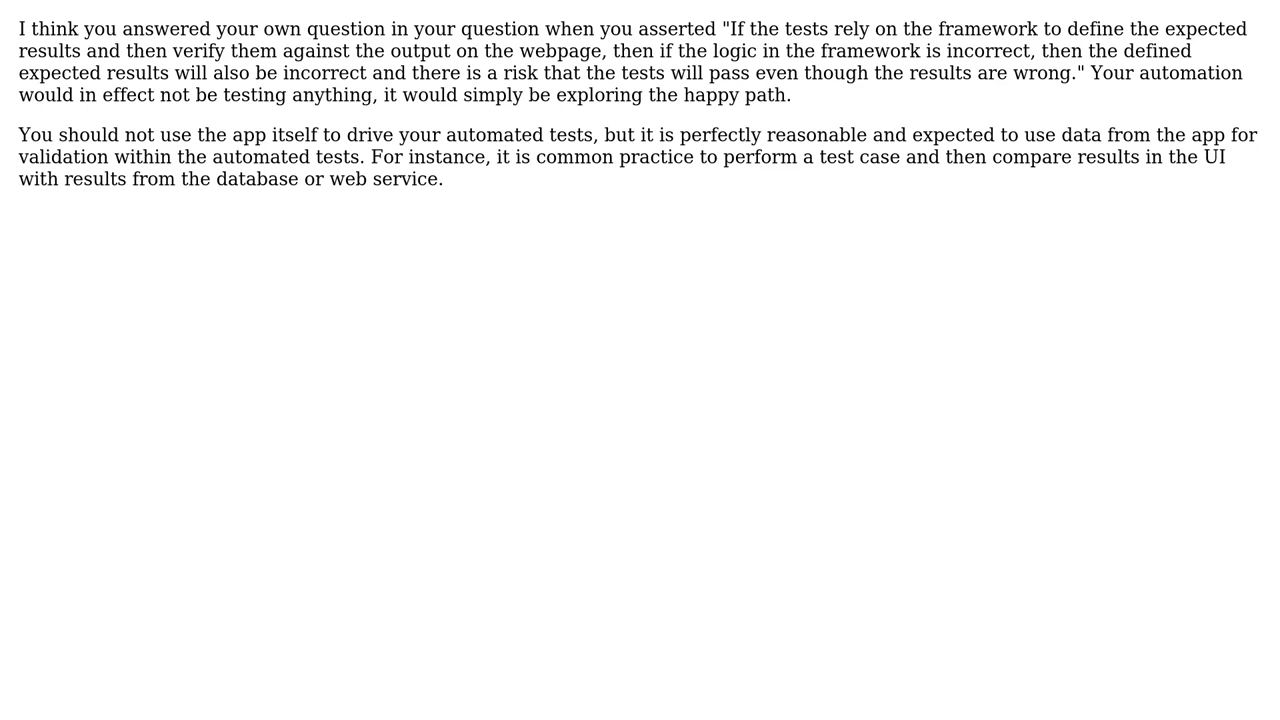 I think you answered your own question in your question when you asserted "If the tests rely on the framework to define the expected
results and then verify them against the output on the webpage, then if the logic in the framework is incorrect, then the defined
expected results will also be incorrect and there is a risk that the tests will pass even though the results are wrong." Your automation
would in effect not be testing anything, it would simply be exploring the happy path.
You should not use the app itself to drive your automated tests, but it is perfectly reasonable and expected to use data from the app for
validation within the automated tests. For instance, it is common practice to perform a test case and then compare results in the UI
with results from the database or web service.